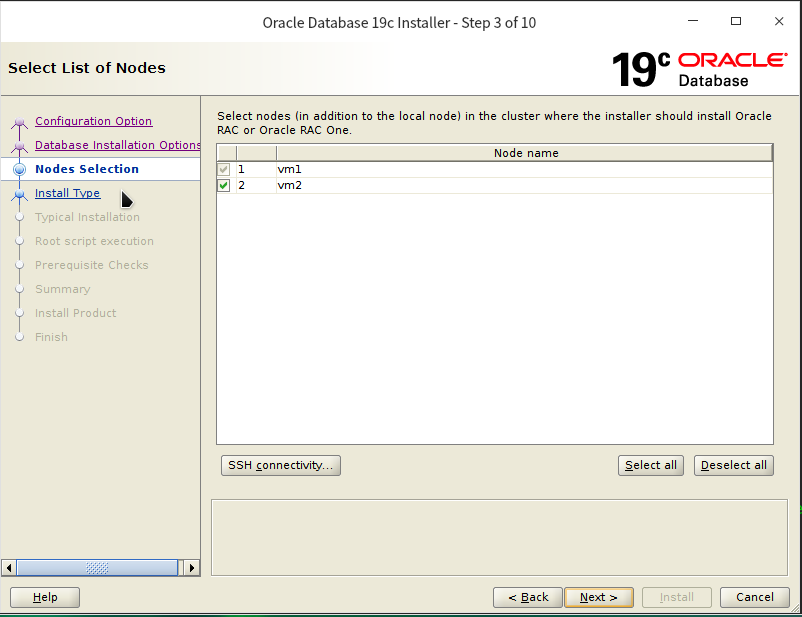 Oracle Database 19c Installer - Step 3 of 10
Select List of Nodes
19c ORACLE
Database
Configuration Option
Database Installation Options
Nodes Selection
Install Type
Typical Installation
Root script execution
Prerequisite Checks
Summary
Install Product
Finish
Select nodes (in addition to the local node) in the cluster where the installer should install Oracle
RAC or Oracle RAC One.
Node name
1 vm1
2 vm2
SSH connectivity...
Select all
Deselect all
Help
< Back
Next >
Install
Cancel